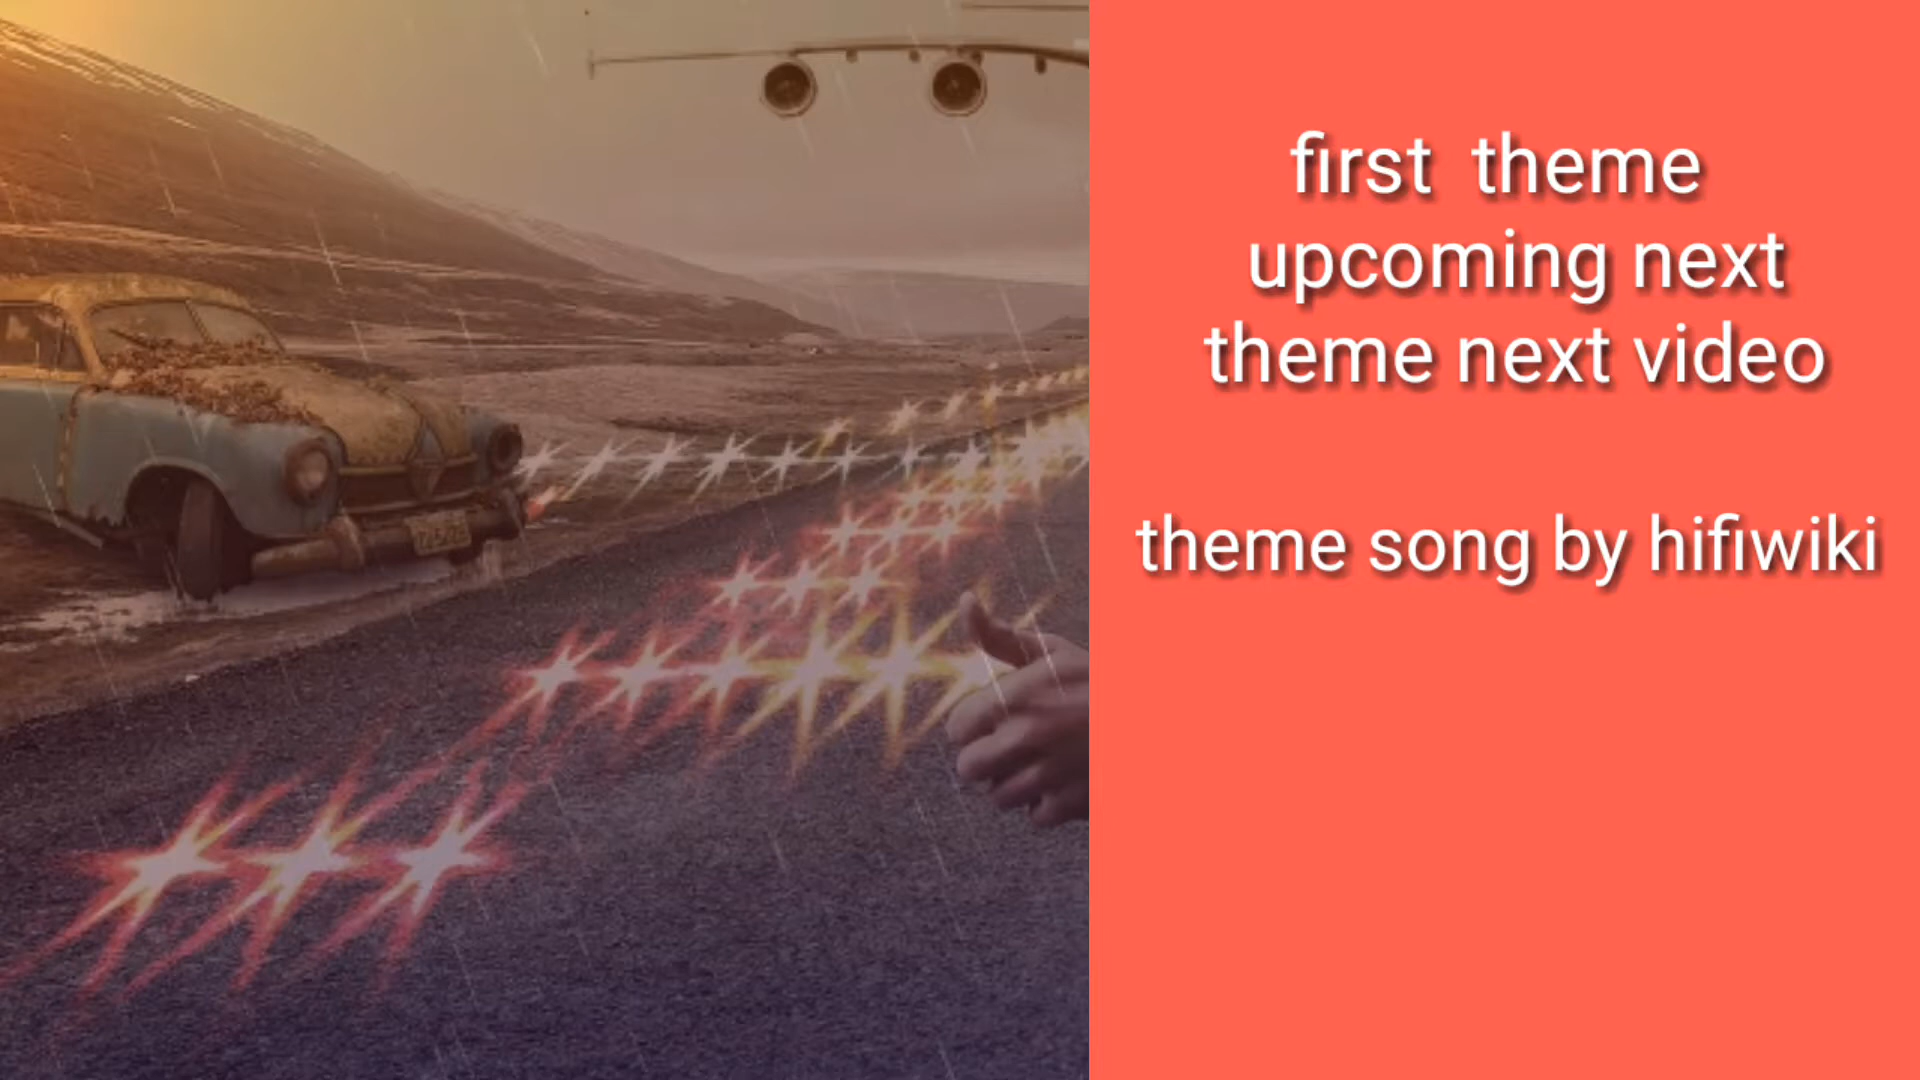 first  theme
upcoming next
theme next video
theme song by hifiwiki